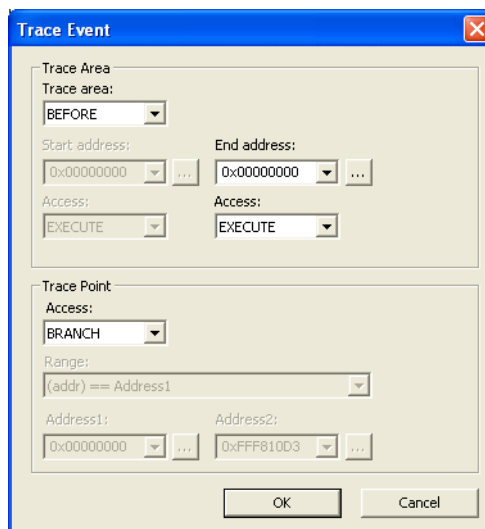 Trace Event
Trace Area
Trace area:
BEFORE
Start address: End address:
0x00000000 ... 0x00000000 ...
Access: Access:
EXECUTE EXECUTE
Trace Point
Access:
BRANCH
Range:
(addr) == Address1
Address1: Address2:
0x00000000 ... 0xFFF810D3 ...
OK Cancel